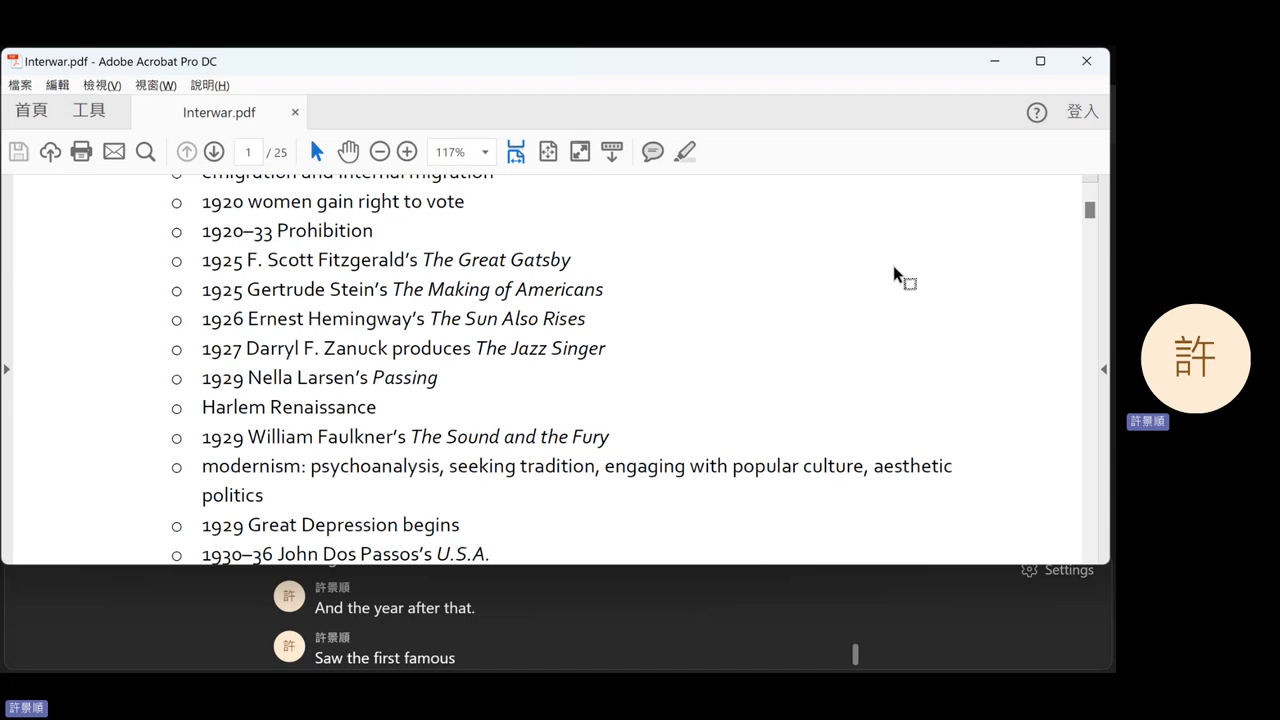 Interwar.pdf - Adobe Acrobat Pro DC
檔案 編輯 檢視(V) 視窗(W) 說明(H)
首頁 工具 Interwar.pdf × 登入
1 / 25 117%
emigration and internal migration
○ 1920 women gain right to vote
○ 1920–33 Prohibition
○ 1925 F. Scott Fitzgerald’s The Great Gatsby
○ 1925 Gertrude Stein’s The Making of Americans
○ 1926 Ernest Hemingway’s The Sun Also Rises
○ 1927 Darryl F. Zanuck produces The Jazz Singer
○ 1929 Nella Larsen’s Passing
○ Harlem Renaissance
○ 1929 William Faulkner’s The Sound and the Fury
○ modernism: psychoanalysis, seeking tradition, engaging with popular culture, aesthetic
politics
○ 1929 Great Depression begins
○ 1930–36 John Dos Passos’s U.S.A.
Settings
許 許景順
And the year after that.
許 許景順
Saw the first famous
許
許景順
許景順